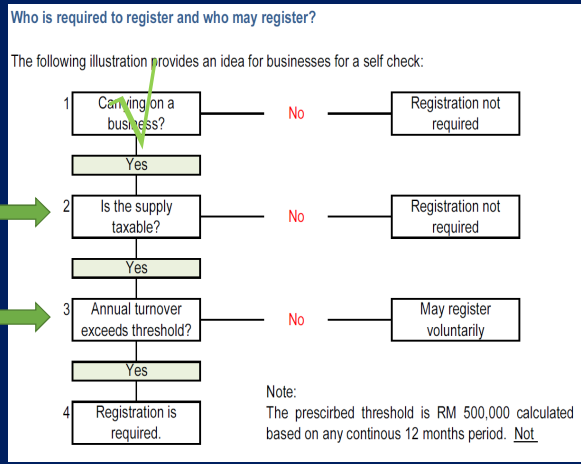 Who is required to register and who may register?
The following illustration provides an idea for businesses for a self check:
1
Carrying on a
business?
No
Registration not
required
Yes
2
Is the supply
taxable?
No
Registration not
required
Yes
3
Annual turnover
exceeds threshold?
No
May register
voluntarily
Yes
4
Registration is
required.
Note:
The prescirbed threshold is RM 500,000 calculated
based on any continous 12 months period. Not